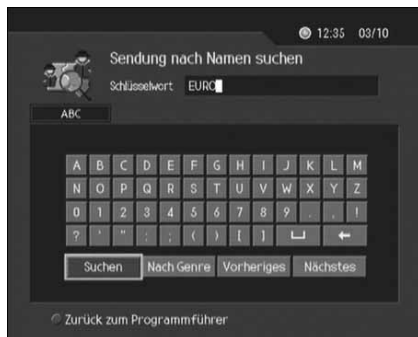 12:35 03/10
Sendung nach Namen suchen
Schlüsselwort EURO
ABC
A B C D E F G H I J K L M
N O P Q R S T U V W X Y Z
0 1 2 3 4 5 6 7 8 9 . , !
? ' " : ; ( ) [ ]
Suchen Nach Genre Vorheriges Nächstes
Zurück zum Programmführer